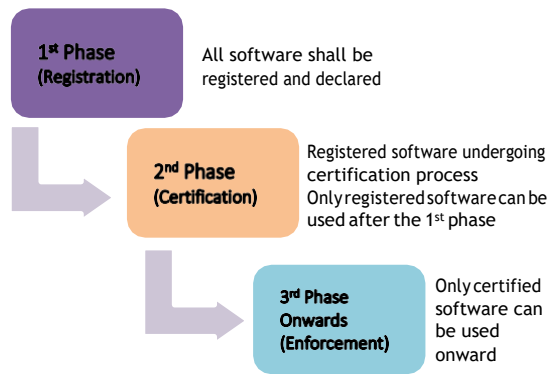 1st Phase
(Registration)
All software shall be
registered and declared
2nd Phase
(Certification)
Registered software undergoing
certification process
Only registered software can be
used after the 1st phase
3rd Phase
Onwards
(Enforcement)
Only certified
software can
be used
onward